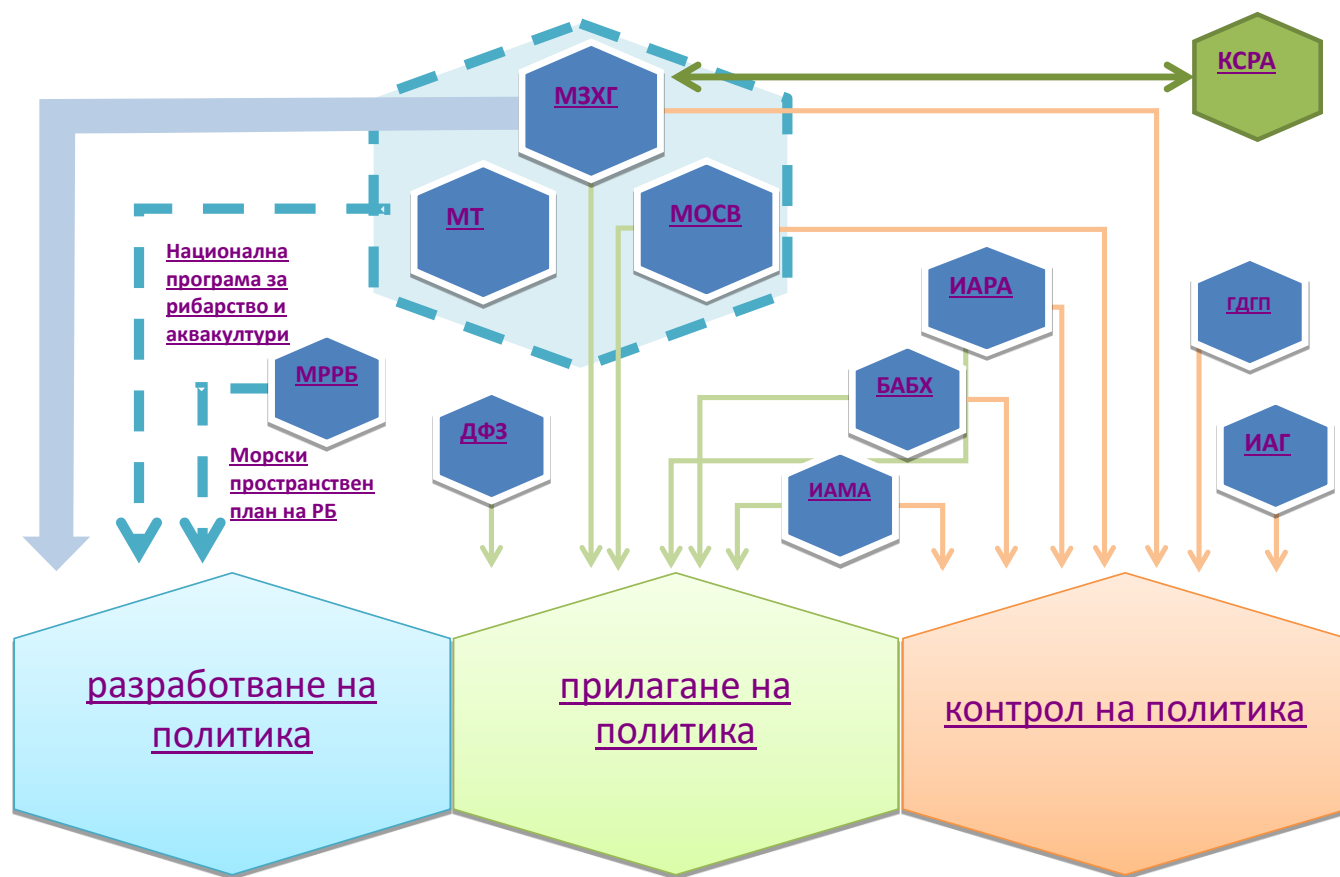 КСРА
МЗХГ
МТ
МОСВ
Национална
програма за
рибарство и
аквакултури
ИАРА
ГДГП
МРРБ
БАБХ
ДФЗ
ИАГ
Морски
пространствен
план на РБ
ИАМА
разработване на
политика
прилагане на
политика
контрол на политика